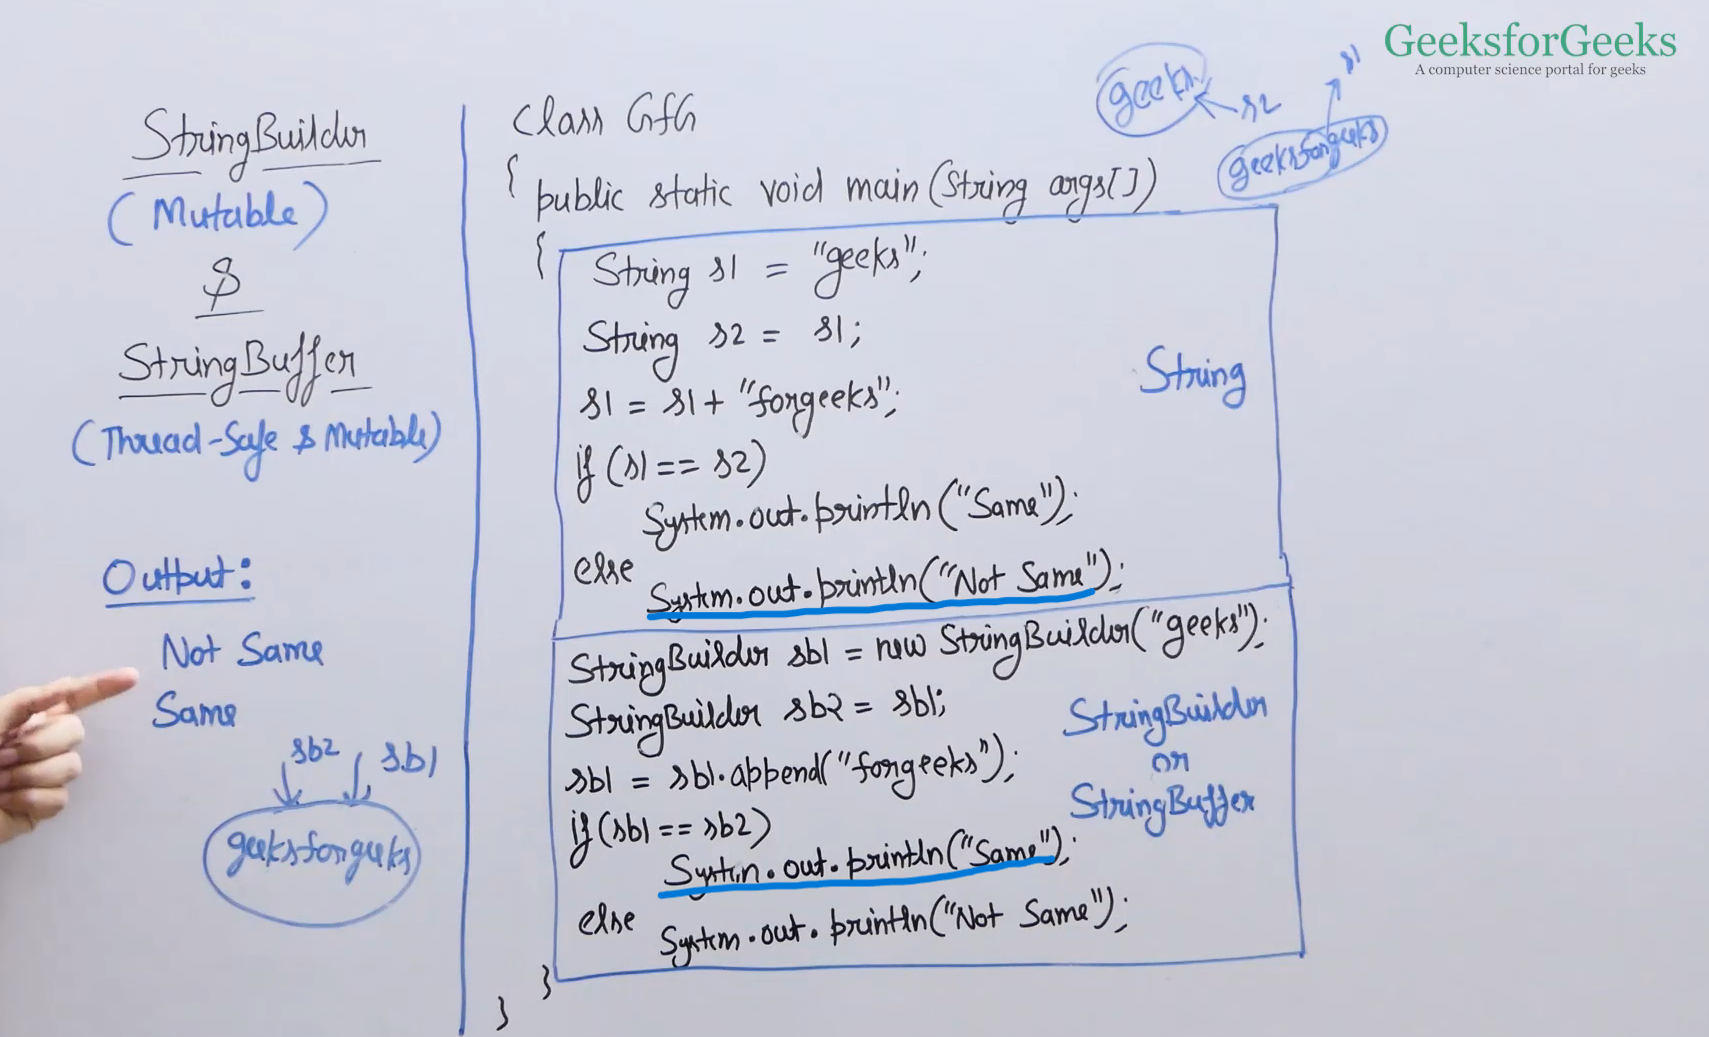 GeeksforGeeks
A computer science portal for geeks
StringBuilder
(Mutable)
&
StringBuffer
(Thread-Safe & Mutable)
Output:
Not Same
Same
sb2
sb1
geeksforgeeks
geeks
s2
s1
geeksforgeeks
class GfG
{ public static void main(String args[])
{
String s1 = "geeks";
String s2 = s1;
s1 = s1 + "forgeeks";
if (s1 == s2)
System.out.println("Same");
else
System.out.println("Not Same");
String
StringBuilder sb1 = new StringBuilder("geeks");
StringBuilder sb2 = sb1;
sb1 = sb1.append("forgeeks");
if(sb1 == sb2)
System.out.println("Same");
else System.out.println("Not Same");
StringBuilder
or
StringBuffer
}
}